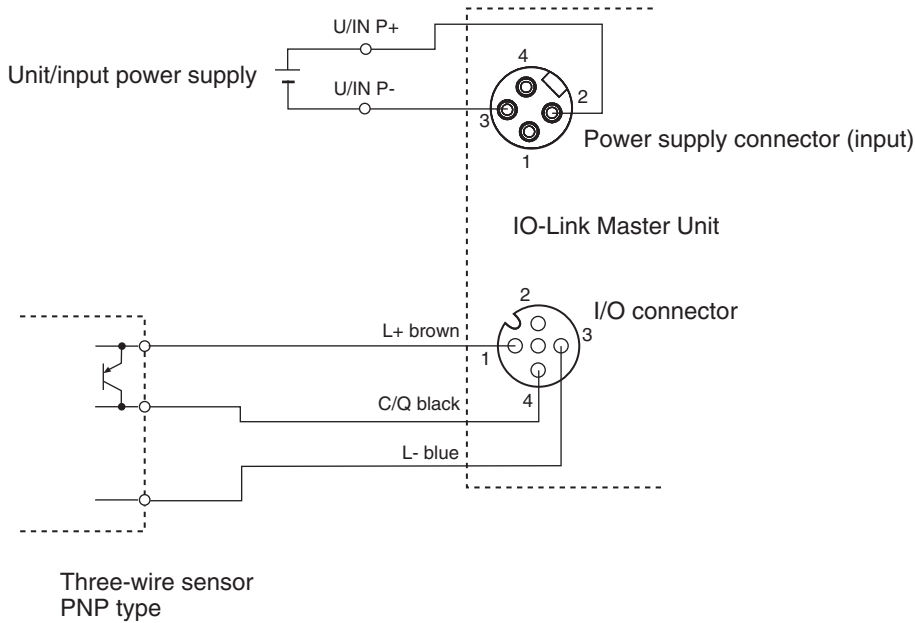 U/IN P+
Unit/input power supply
U/IN P-
4
2
3
1
Power supply connector (input)
IO-Link Master Unit
2
I/O connector
3
L+ brown
1
C/Q black
4
L- blue
Three-wire sensor
PNP type